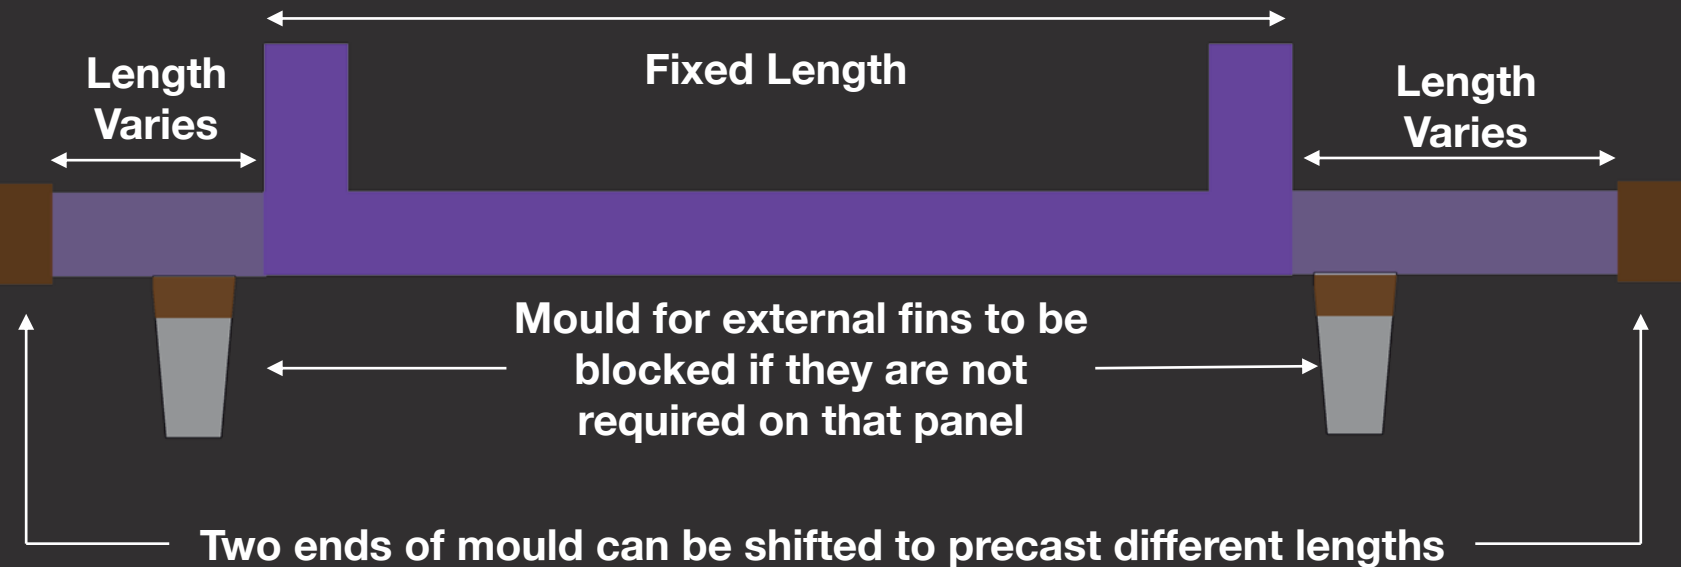 Fixed Length
Length
Varies
Length
Varies
Mould for external fins to be
blocked if they are not
required on that panel
Two ends of mould can be shifted to precast different lengths